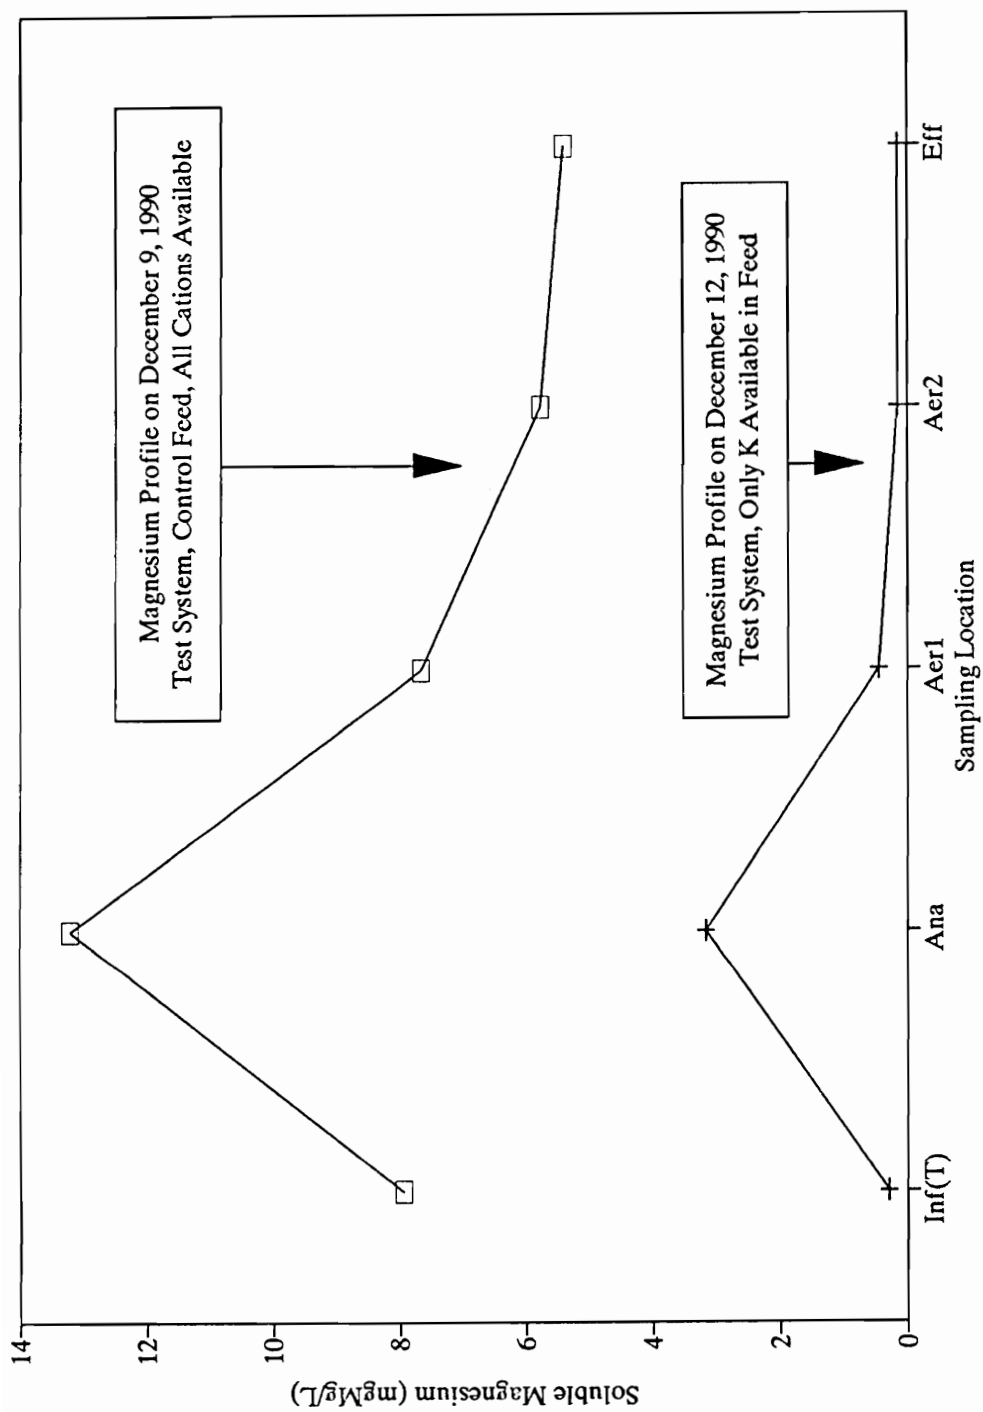 14
12
10
8
6
4
2
0
Soluble Magnesium (mgMg/L)
Magnesium Profile on December 9, 1990
Test System, Control Feed, All Cations Available
Magnesium Profile on December 12, 1990
Test System, Only K Available in Feed
Inf(T) Ana Aer1 Aer2 Eff
Sampling Location